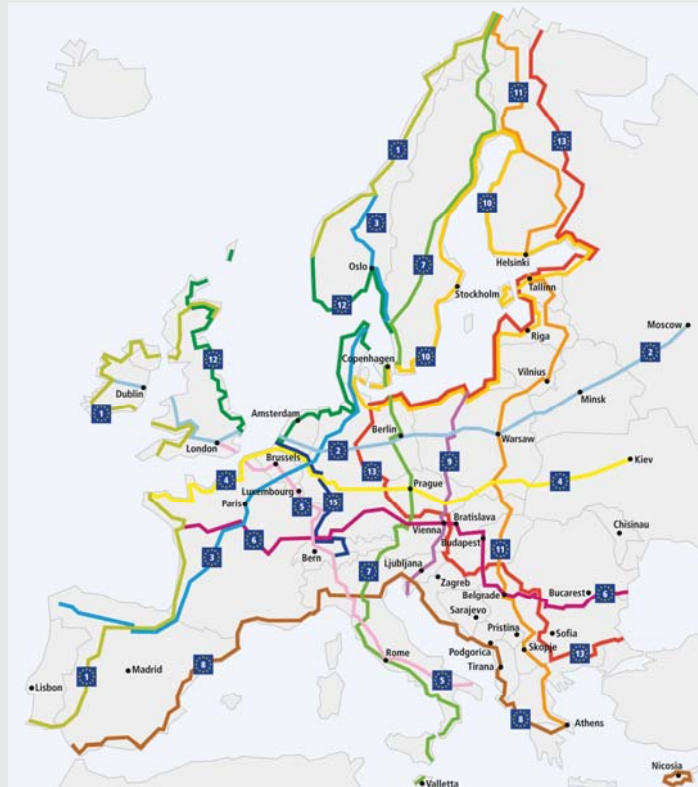 11
13
1
10
3
7
Oslo
Helsinki
Tallinn
12
Stockholm
Moscow
Riga
2
12
10
Copenhagen
Vilnius
Dublin
Minsk
1
Amsterdam
Berlin
London
2
Warsaw
Brussels
9
Kiev
13
4
4
Luxembourg
Prague
5
15
Paris
Vienna
Bratislava
Chisinau
6
Budapest
11
3
Bern
Ljubljana
7
Zagreb
Belgrade
Bucarest
6
Sarajevo
Pristina
Sofia
8
Rome
Podgorica
Skopje
13
Madrid
Tirana
Lisbon
1
5
8
Athens
Nicosia
Valletta